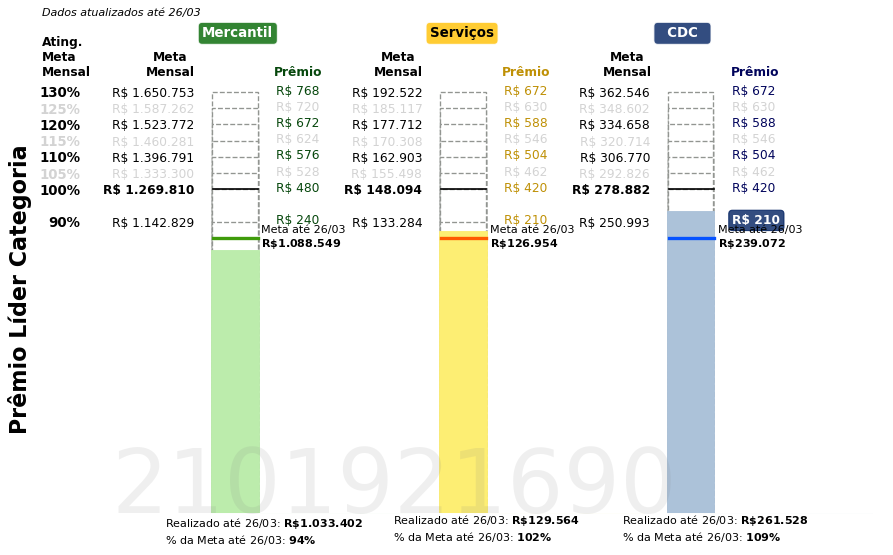 Dados atualizados até 26/03
Mercantil Serviços CDC
Ating. Meta Mensal Meta Mensal Prêmio Meta Mensal Prêmio Meta Mensal Prêmio
130% R$ 1.650.753 R$ 768 R$ 192.522 R$ 672 R$ 362.546 R$ 672
125% R$ 1.587.262 R$ 720 R$ 185.117 R$ 630 R$ 348.602 R$ 630
120% R$ 1.523.772 R$ 672 R$ 177.712 R$ 588 R$ 334.658 R$ 588
115% R$ 1.460.281 R$ 624 R$ 170.308 R$ 546 R$ 320.714 R$ 546
110% R$ 1.396.791 R$ 576 R$ 162.903 R$ 504 R$ 306.770 R$ 504
105% R$ 1.333.300 R$ 528 R$ 155.498 R$ 462 R$ 292.826 R$ 462
100% R$ 1.269.810 R$ 480 R$ 148.094 R$ 420 R$ 278.882 R$ 420
90% R$ 1.142.829 R$ 240 R$ 133.284 R$ 210 R$ 250.993 R$ 210
Meta até 26/03 Meta até 26/03 Meta até 26/03
R$1.088.549 R$126.954 R$239.072
Prêmio Líder Categoria
2101921690
Realizado até 26/03: R$1.033.402 Realizado até 26/03: R$129.564 Realizado até 26/03: R$261.528
% da Meta até 26/03: 94% % da Meta até 26/03: 102% % da Meta até 26/03: 109%